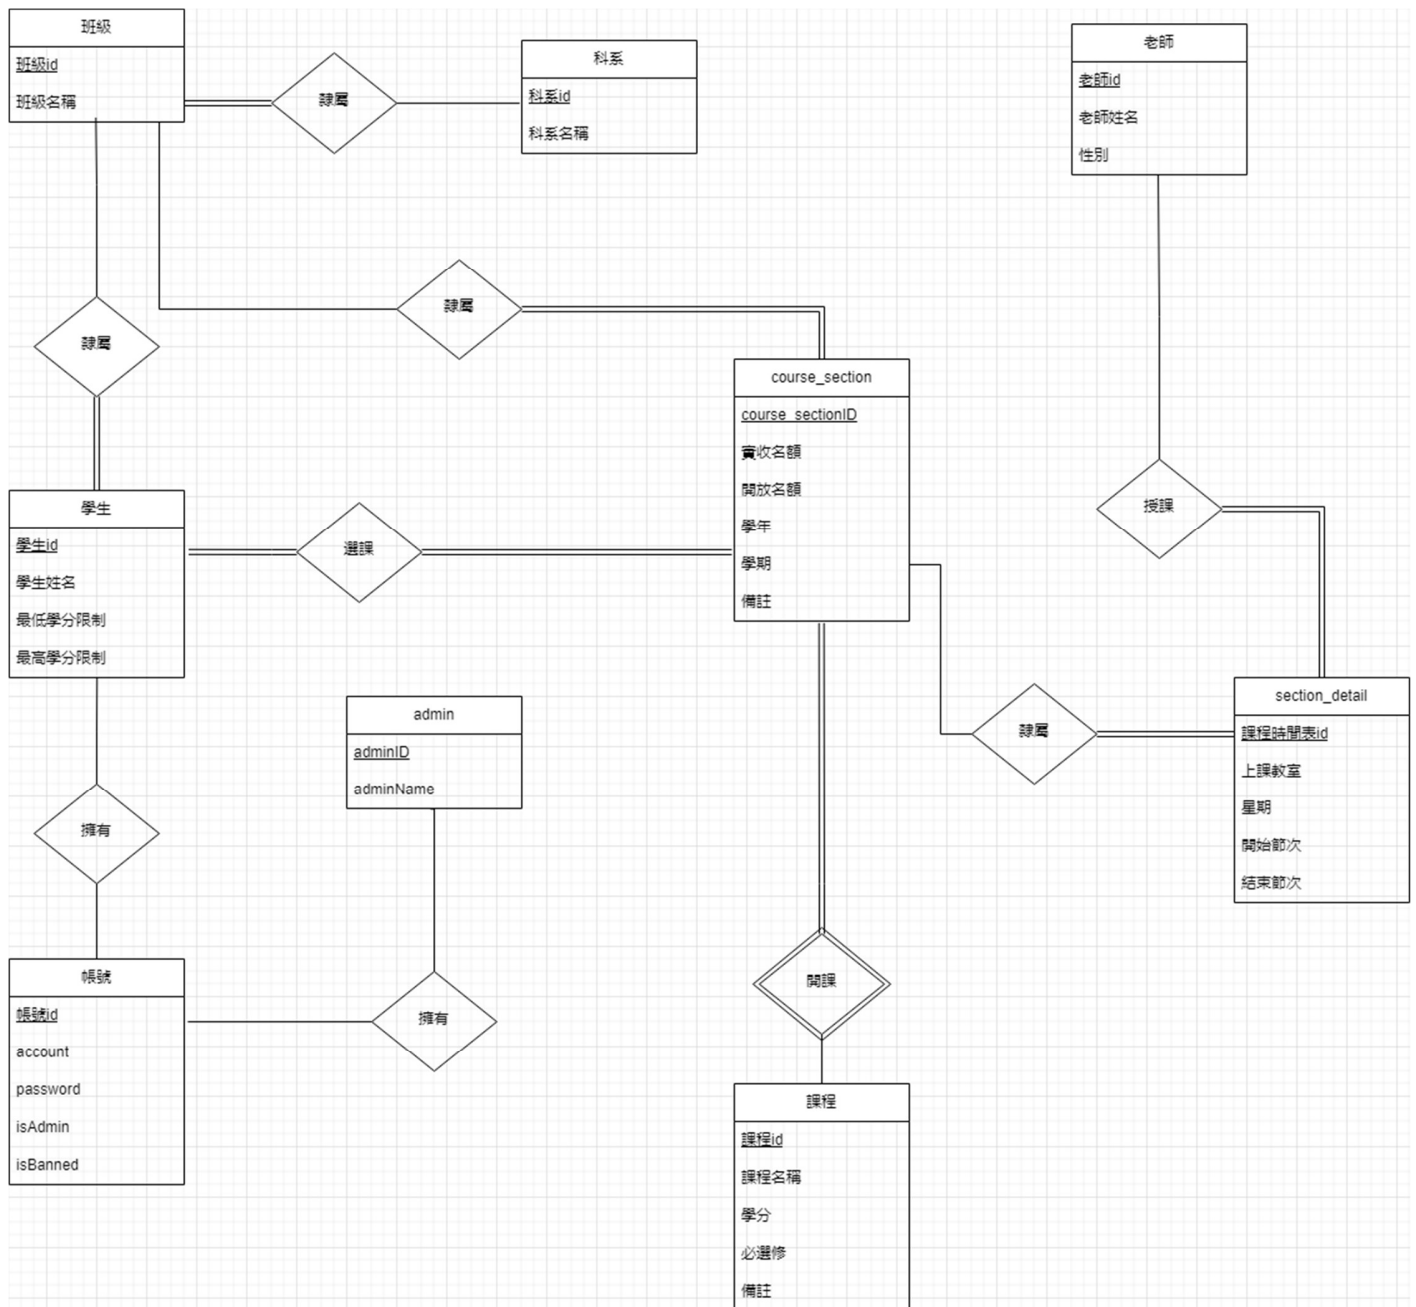 班級
班級id
班級名稱
隸屬
科系
科系id
科系名稱
老師
老師id
老師姓名
性別
隸屬
隸屬
course_section
course_sectionID
實收名額
開放名額
學年
學期
備註
授課
學生
學生id
學生姓名
最低學分限制
最高學分限制
選課
admin
adminID
adminName
隸屬
section_detail
課程時間表id
上課教室
星期
開始節次
結束節次
擁有
帳號
帳號id
account
password
isAdmin
isBanned
擁有
開課
課程
課程id
課程名稱
學分
必選修
備註